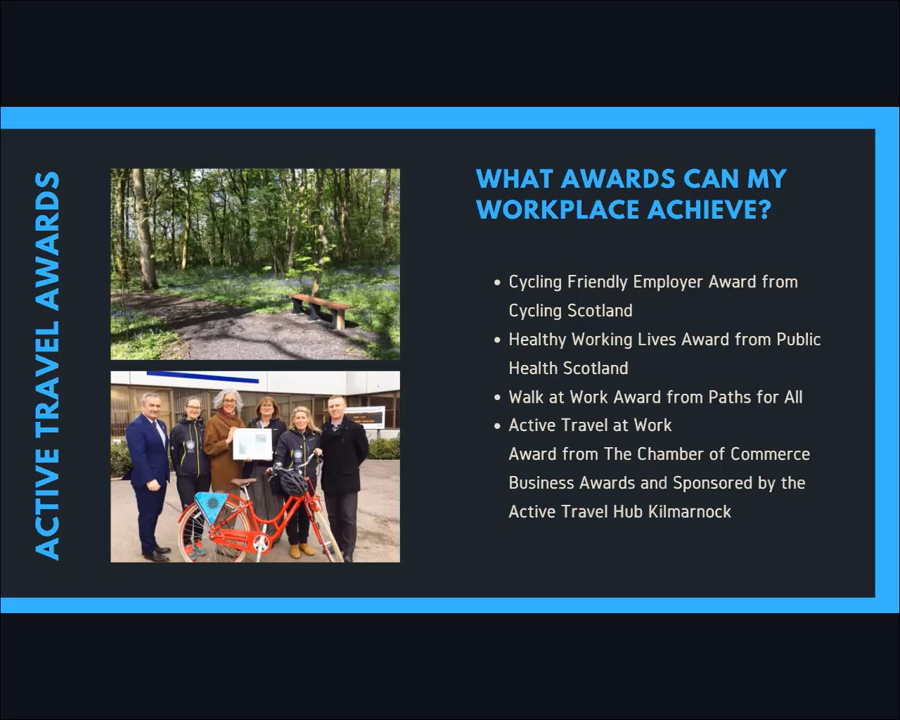 ACTIVE TRAVEL AWARDS
WHAT AWARDS CAN MY
WORKPLACE ACHIEVE?
• Cycling Friendly Employer Award from
Cycling Scotland
• Healthy Working Lives Award from Public
Health Scotland
• Walk at Work Award from Paths for All
• Active Travel at Work
Award from The Chamber of Commerce
Business Awards and Sponsored by the
Active Travel Hub Kilmarnock